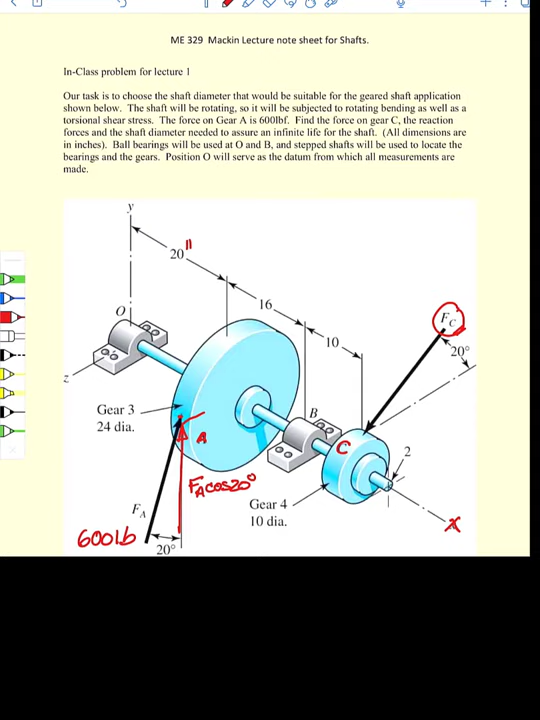 ME 329 Mackin Lecture note sheet for Shafts.
In-Class problem for lecture 1
Our task is to choose the shaft diameter that would be suitable for the geared shaft application
shown below. The shaft will be rotating, so it will be subjected to rotating bending as well as a
torsional shear stress. The force on Gear A is 600lbf. Find the force on gear C, the reaction
forces and the shaft diameter needed to assure an infinite life for the shaft. (All dimensions are
in inches). Ball bearings will be used at O and B, and stepped shafts will be used to locate the
bearings and the gears. Position O will serve as the datum from which all measurements are
made.
y
20"
16
O
10
FC
20°
z
Gear 3
24 dia.
B
A
C
2
FA COS20°
Gear 4
10 dia.
FA
X
600lb
20°